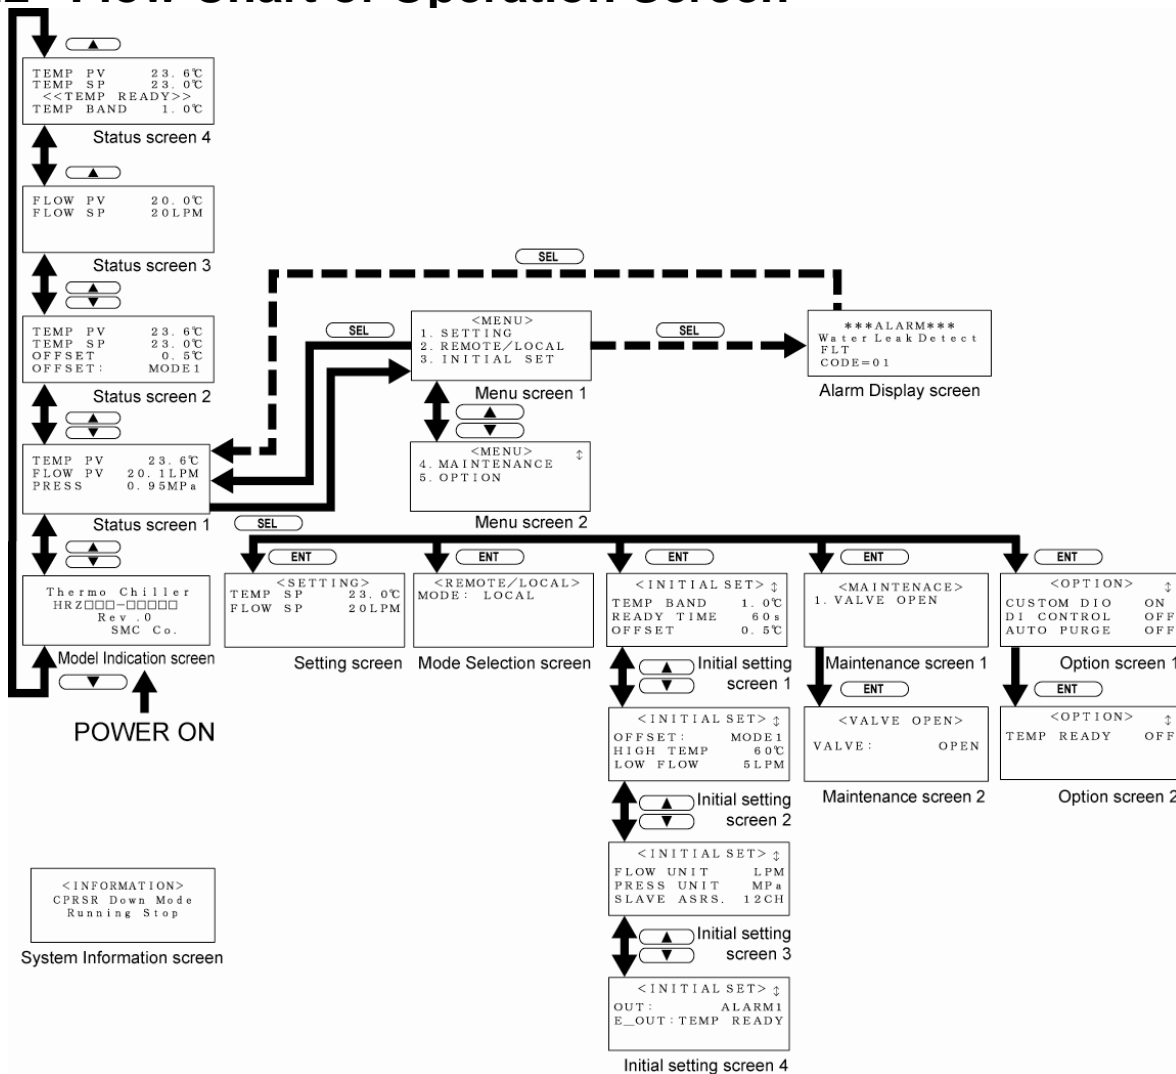 Flow Chart of Operation Screen
▲
TEMP PV 23.6℃
TEMP SP 23.0℃
<<TEMP READY>>
TEMP BAND 1.0℃
Status screen 4
▲
FLOW PV 20.0℃
FLOW SP 20LPM
Status screen 3
▲
▼
TEMP PV 23.6℃
TEMP SP 23.0℃
OFFSET 0.5℃
OFFSET: MODE1
Status screen 2
▲
▼
TEMP PV 23.6℃
FLOW PV 20.1LPM
PRESS 0.95MPa
Status screen 1
▲
▼
Thermo Chiller
HRZ□□□-□□□□□
Rev .0
SMC Co.
Model Indication screen
▼
POWER ON
SEL
SEL
<MENU>
1. SETTING
2. REMOTE/LOCAL
3. INITIAL SET
Menu screen 1
▲
▼
<MENU> ↕
4. MAINTENANCE
5. OPTION
Menu screen 2
SEL
***ALARM***
Water Leak Detect
FLT
CODE=01
Alarm Display screen
SEL
ENT
<SETTING>
TEMP SP 23.0℃
FLOW SP 20LPM
Setting screen
ENT
<REMOTE/LOCAL>
MODE: LOCAL
Mode Selection screen
ENT
<INITIAL SET> ↕
TEMP BAND 1.0℃
READY TIME 60s
OFFSET 0.5℃
Initial setting
screen 1
▲
▼
<INITIAL SET> ↕
OFFSET: MODE1
HIGH TEMP 60℃
LOW FLOW 5LPM
Initial setting
screen 2
▲
▼
<INITIAL SET> ↕
FLOW UNIT LPM
PRESS UNIT MPa
SLAVE ASRS. 12CH
Initial setting
screen 3
▲
▼
<INITIAL SET> ↕
OUT: ALARM1
E_OUT:TEMP READY
Initial setting screen 4
ENT
<MAINTENACE>
1. VALVE OPEN
Maintenance screen 1
ENT
<VALVE OPEN>
VALVE: OPEN
Maintenance screen 2
ENT
<OPTION> ↕
CUSTOM DIO ON
DI CONTROL OFF
AUTO PURGE OFF
Option screen 1
ENT
<OPTION> ↕
TEMP READY OFF
Option screen 2
<INFORMATION>
CPRSR Down Mode
Running Stop
System Information screen